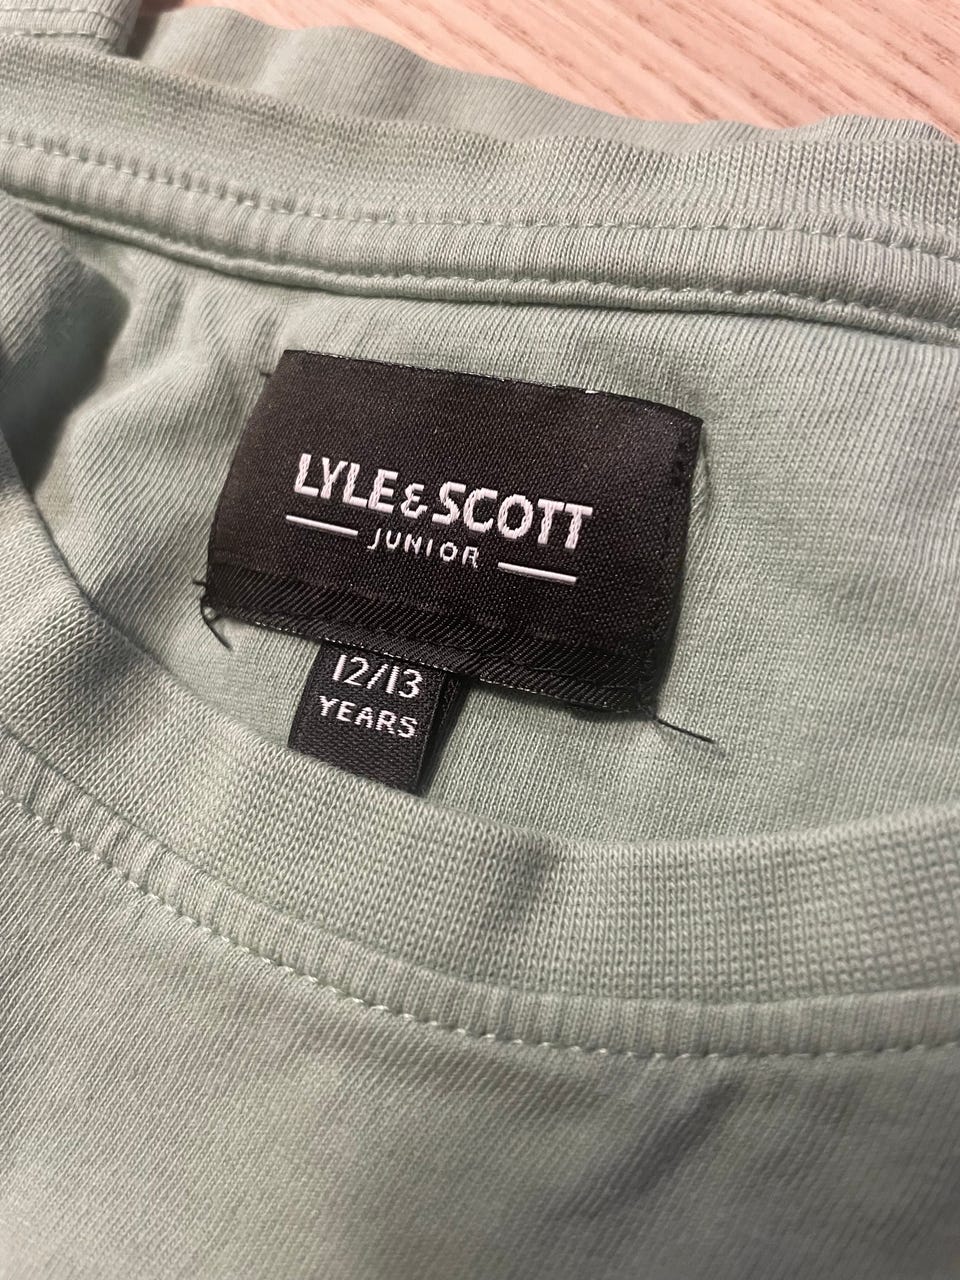 LYLE & SCOTT
JUNIOR
12/13
YEARS